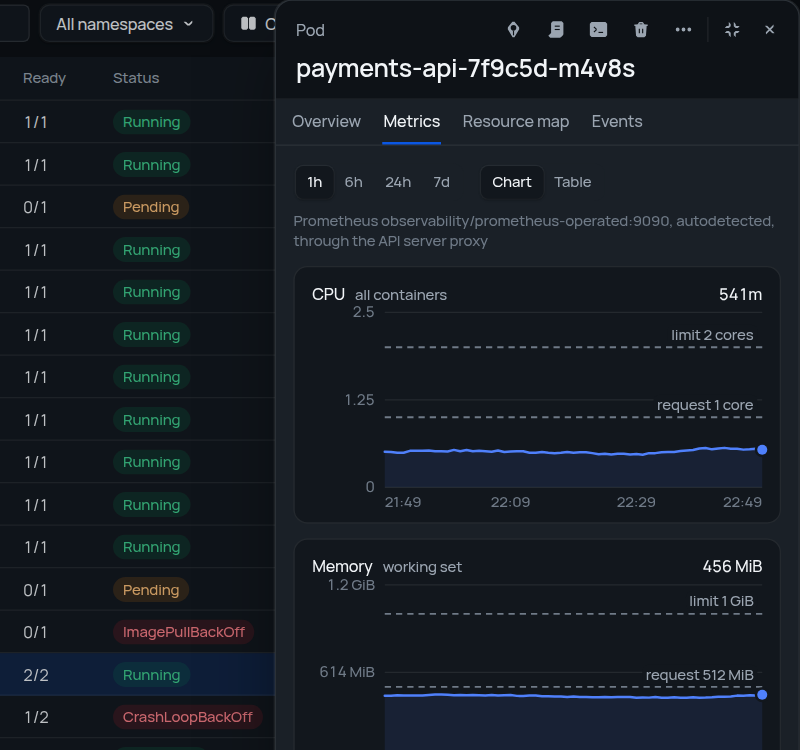 All namespaces
Ready Status
1/1 Running
1/1 Running
0/1 Pending
1/1 Running
1/1 Running
1/1 Running
1/1 Running
1/1 Running
1/1 Running
1/1 Running
1/1 Running
0/1 Pending
0/1 ImagePullBackOff
2/2 Running
1/2 CrashLoopBackOff
Pod
payments-api-7f9c5d-m4v8s
Overview Metrics Resource map Events
1h 6h 24h 7d Chart Table
Prometheus observability/prometheus-operated:9090, autodetected,
through the API server proxy
CPU all containers 541m
2.5
limit 2 cores
1.25
request 1 core
0
21:49 22:09 22:29 22:49
Memory working set 456 MiB
1.2 GiB
limit 1 GiB
614 MiB
request 512 MiB